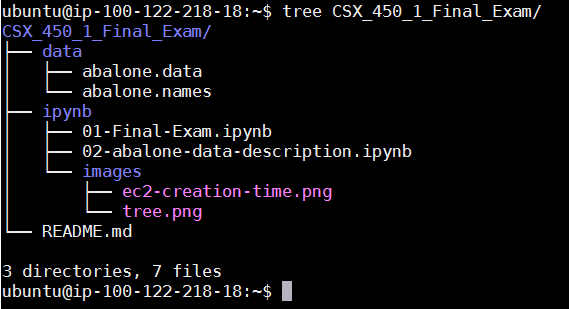 ubuntu@ip-100-122-218-18:~$ tree CSX_450_1_Final_Exam/
CSX_450_1_Final_Exam/
├── data
│   ├── abalone.data
│   └── abalone.names
├── ipynb
│   ├── 01-Final-Exam.ipynb
│   ├── 02-abalone-data-description.ipynb
│   └── images
│       ├── ec2-creation-time.png
│       └── tree.png
└── README.md
3 directories, 7 files
ubuntu@ip-100-122-218-18:~$